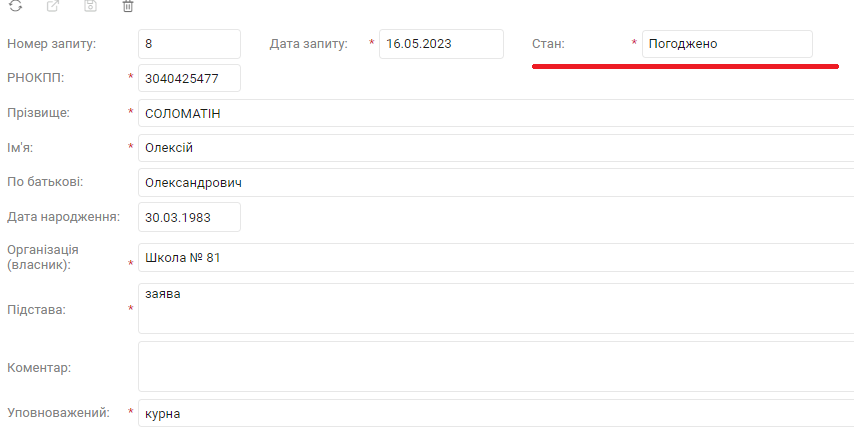 Номер запиту: 8 Дата запиту: * 16.05.2023 Стан: * Погоджено
РНОКПП: * 3040425477
Прізвище: * СОЛОМАТІН
Ім'я: * Олексій
По батькові: Олександрович
Дата народження: 30.03.1983
Організація
(власник): * Школа № 81
Підстава: * заява
Коментар:
Уповноважений: * курна